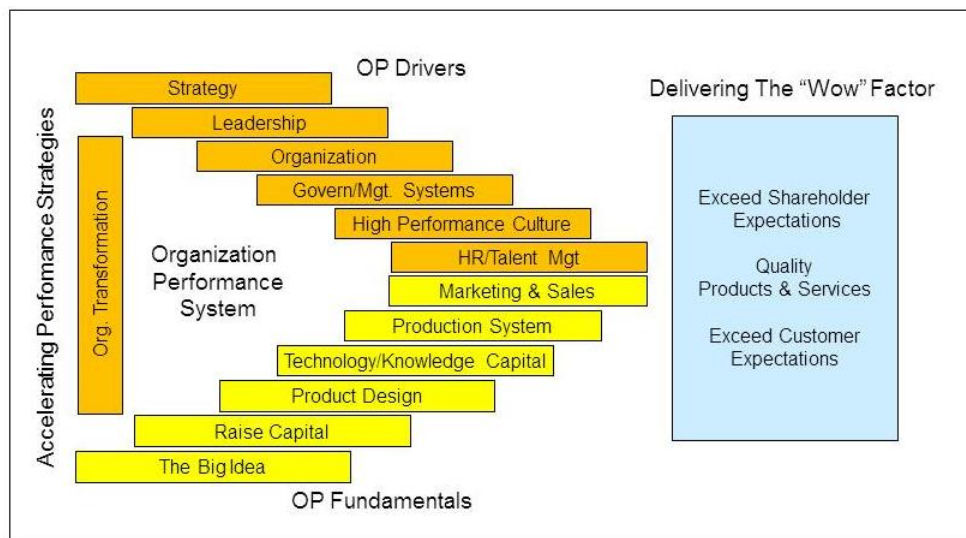 OP Drivers
Delivering The “Wow” Factor
Strategy
Leadership
Organization
Govern/Mgt. Systems
High Performance Culture
HR/Talent Mgt
Marketing & Sales
Production System
Technology/Knowledge Capital
Product Design
Raise Capital
The Big Idea
OP Fundamentals
Accelerating Performance Strategies
Org. Transformation
Organization
Performance
System
Exceed Shareholder
Expectations
Quality
Products & Services
Exceed Customer
Expectations